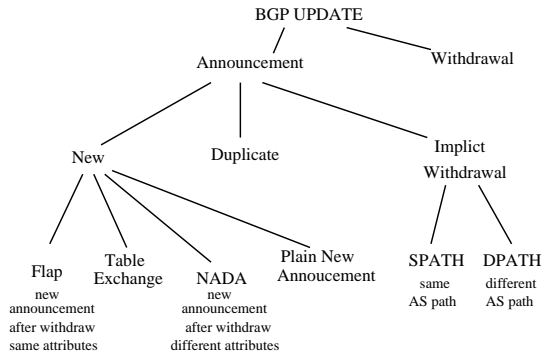 BGP UPDATE
Announcement
Withdrawal
New
Duplicate
Implict
Withdrawal
Flap
new
announcement
after withdraw
same attributes
Table
Exchange
NADA
new
announcement
after withdraw
different attributes
Plain New
Annoucement
SPATH
same
AS path
DPATH
different
AS path